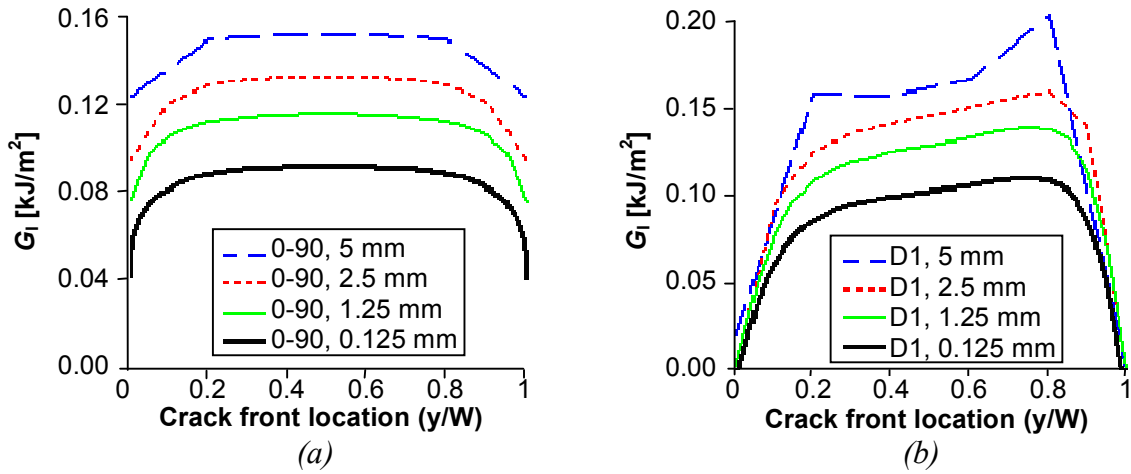 0.16
0.12
0.08
0.04
0.00
G_I [kJ/m²]
0-90, 5 mm
0-90, 2.5 mm
0-90, 1.25 mm
0-90, 0.125 mm
0 0.2 0.4 0.6 0.8 1
Crack front location (y/W)
(a)
0.20
0.15
0.10
0.05
0.00
G_I [kJ/m²]
D1, 5 mm
D1, 2.5 mm
D1, 1.25 mm
D1, 0.125 mm
0 0.2 0.4 0.6 0.8 1
Crack front location (y/W)
(b)